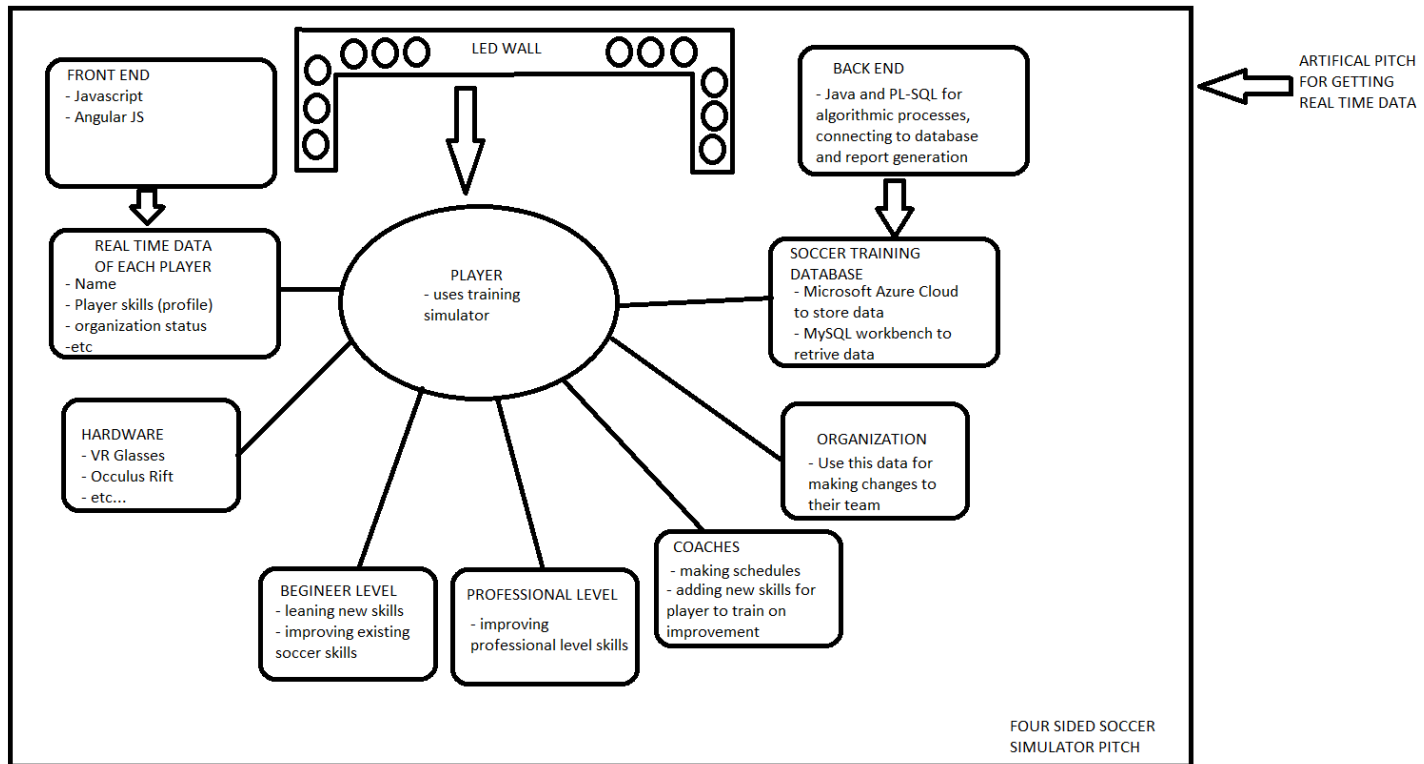 LED WALL
FRONT END
- Javascript
- Angular JS
BACK END
- Java and PL-SQL for
algorithmic processes,
connecting to database
and report generation
ARTIFICAL PITCH
FOR GETTING
REAL TIME DATA
REAL TIME DATA
OF EACH PLAYER
- Name
- Player skills (profile)
- organization status
-etc
PLAYER
- uses training
simulator
SOCCER TRAINING
DATABASE
- Microsoft Azure Cloud
to store data
- MySQL workbench to
retrive data
HARDWARE
- VR Glasses
- Occulus Rift
- etc...
ORGANIZATION
- Use this data for
making changes to
their team
BEGINEER LEVEL
- leaning new skills
- improving existing
soccer skills
PROFESSIONAL LEVEL
- improving
professional level skills
COACHES
- making schedules
- adding new skills for
player to train on
improvement
FOUR SIDED SOCCER
SIMULATOR PITCH